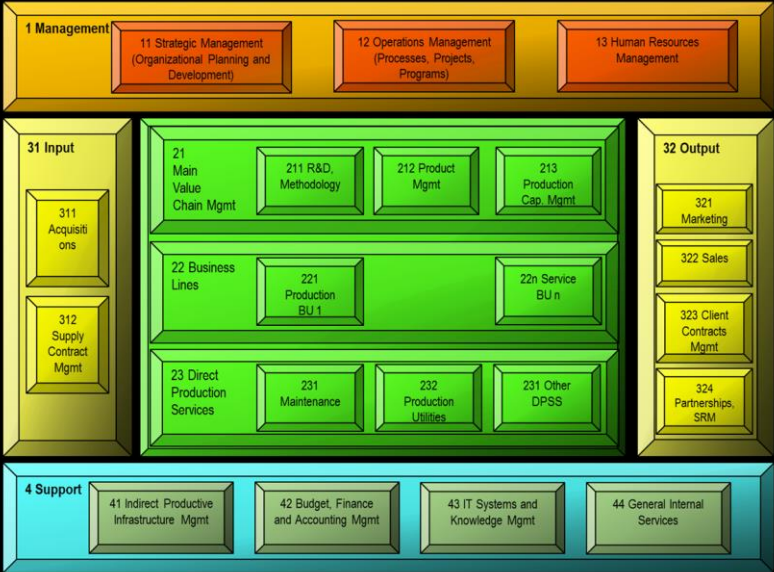 1 Management
11 Strategic Management
(Organizational Planning and
Development)
12 Operations Management
(Processes, Projects,
Programs)
13 Human Resources
Management
31 Input
311
Acquisiti
ons
312
Supply
Contract
Mgmt
21
Main
Value
Chain Mgmt
211 R&D,
Methodology
212 Product
Mgmt
213
Production
Cap. Mgmt
22 Business
Lines
221
Production
BU 1
22n Service
BU n
23 Direct
Production
Services
231
Maintenance
232
Production
Utilities
231 Other
DPSS
32 Output
321
Marketing
322 Sales
323 Client
Contracts
Mgmt
324
Partnerships,
SRM
4 Support
41 Indirect Productive
Infrastructure Mgmt
42 Budget, Finance
and Accounting Mgmt
43 IT Systems and
Knowledge Mgmt
44 General Internal
Services